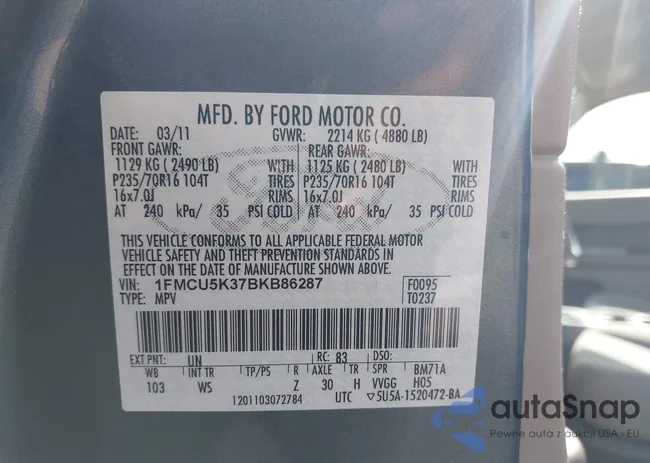 MFD. BY FORD MOTOR CO.
DATE: 03/11 GVWR: 2214 KG ( 4880 LB)
FRONT GAWR: REAR GAWR:
1129 KG ( 2490 LB) WITH 1125 KG ( 2480 LB) WITH
P235/70R16 104T TIRES P235/70R16 104T TIRES
16x7.0J RIMS 16x7.0J RIMS
AT 240 kPa/ 35 PSI COLD AT 240 kPa/ 35 PSI COLD
Ford
THIS VEHICLE CONFORMS TO ALL APPLICABLE FEDERAL MOTOR
VEHICLE SAFETY AND THEFT PREVENTION STANDARDS IN
EFFECT ON THE DATE OF MANUFACTURE SHOWN ABOVE.
VIN: 1FMCU5K37BKB86287 F0095
TYPE: MPV T0237
EXT PNT: UN RC: 83 DSO:
WB INT TR TP/PS R AXLE TR SPR BM71A
103 WS Z 30 H VVGG H05
1201103072784 UTC ▽5U5A-1520472-BA
autaSnap
Pewne auta z aukcji USA i EU